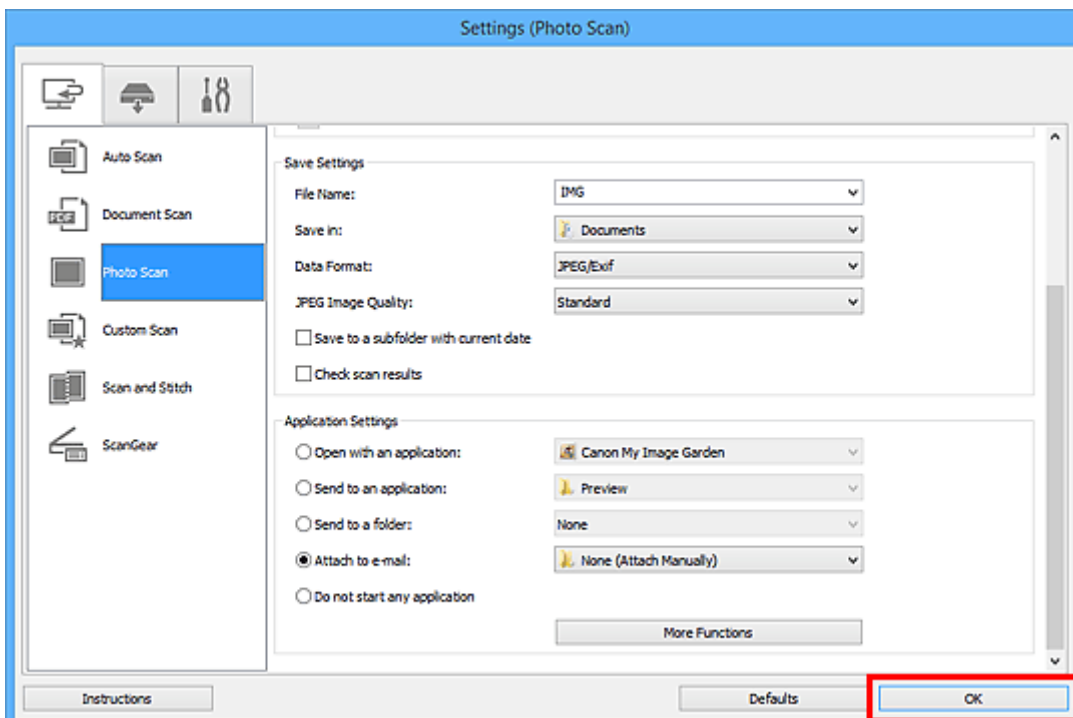 Settings (Photo Scan)
Auto Scan
PDF
Document Scan
Photo Scan
Custom Scan
Scan and Stitch
ScanGear
Save Settings
File Name: IMG
Save in: Documents
Data Format: JPEG/Exif
JPEG Image Quality: Standard
Save to a subfolder with current date
Check scan results
Application Settings
Open with an application: Canon My Image Garden
Send to an application: Preview
Send to a folder: None
Attach to e-mail: None (Attach Manually)
Do not start any application
More Functions
Instructions Defaults OK